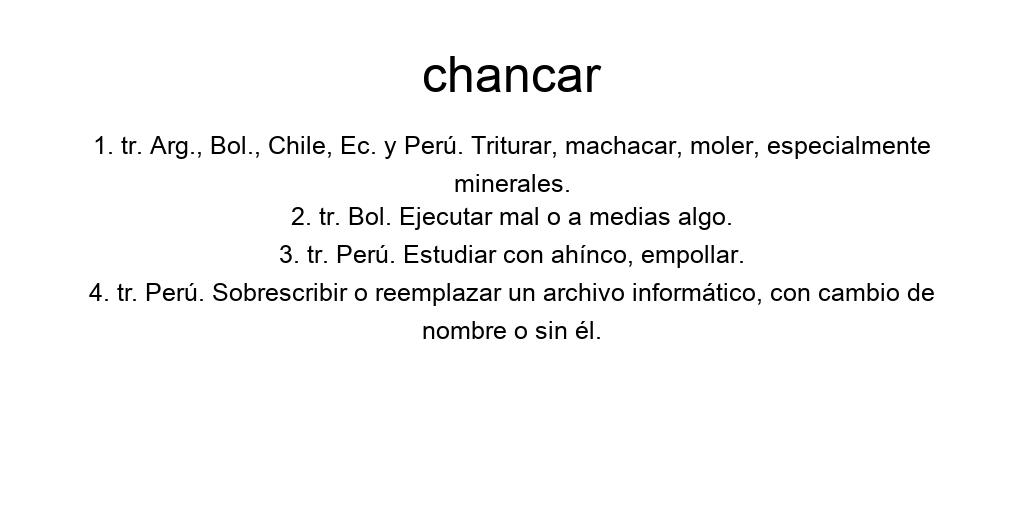 chancar
1. tr. Arg., Bol., Chile, Ec. y Perú. Triturar, machacar, moler, especialmente
minerales.
2. tr. Bol. Ejecutar mal o a medias algo.
3. tr. Perú. Estudiar con ahínco, empollar.
4. tr. Perú. Sobrescribir o reemplazar un archivo informático, con cambio de
nombre o sin él.